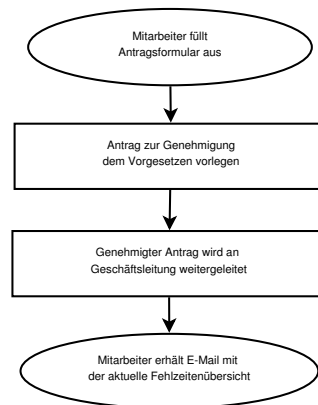 Mitarbeiter füllt
Antragsformular aus
Antrag zur Genehmigung
dem Vorgesetzen vorlegen
Genehmigter Antrag wird an
Geschäftsleitung weitergeleitet
Mitarbeiter erhält E-Mail mit
der aktuelle Fehlzeitenübersicht